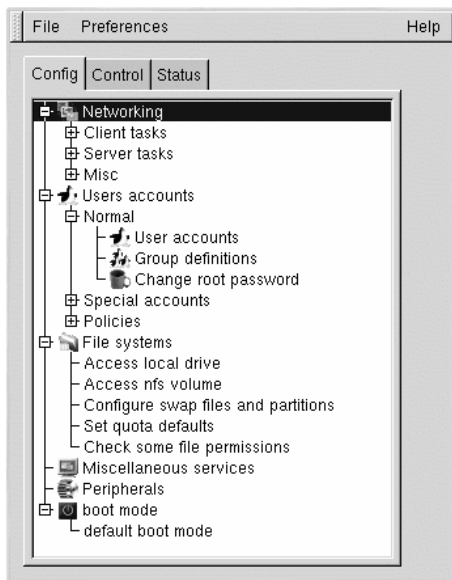 File Preferences Help
Config Control Status
Networking
Client tasks
Server tasks
Misc
Users accounts
Normal
User accounts
Group definitions
Change root password
Special accounts
Policies
File systems
Access local drive
Access nfs volume
Configure swap files and partitions
Set quota defaults
Check some file permissions
Miscellaneous services
Peripherals
boot mode
default boot mode